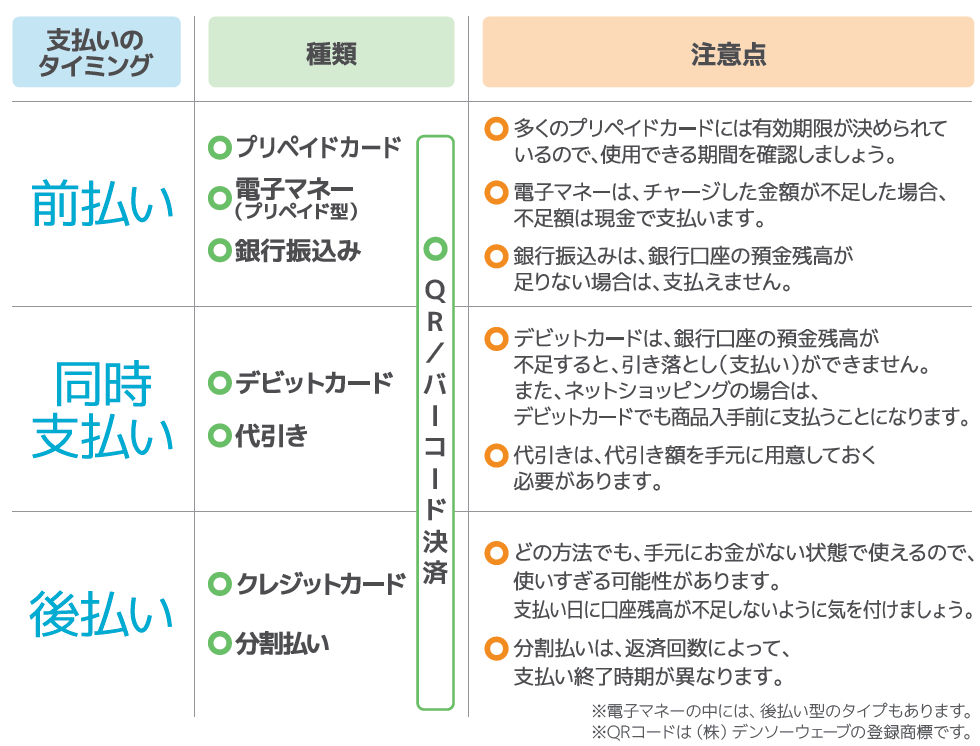 支払いの
タイミング
種類
注意点
前払い
プリペイドカード
電子マネー
（プリペイド型）
銀行振込み
多くのプリペイドカードには有効期限が決められて
いるので、使用できる期間を確認しましょう。
電子マネーは、チャージした金額が不足した場合、
不足額は現金で支払います。
銀行振込みは、銀行口座の預金残高が
足りない場合は、支払えません。
QR／バーコード決済
同時
支払い
デビットカード
代引き
デビットカードは、銀行口座の預金残高が
不足すると、引き落とし（支払い）ができません。
また、ネットショッピングの場合は、
デビットカードでも商品入手前に支払うことになります。
代引きは、代引き額を手元に用意しておく
必要があります。
後払い
クレジットカード
分割払い
どの方法でも、手元にお金がない状態で使えるので、
使いすぎる可能性があります。
支払い日に口座残高が不足しないように気を付けましょう。
分割払いは、返済回数によって、
支払い終了時期が異なります。
※電子マネーの中には、後払い型のタイプもあります。
※QRコードは（株）デンソーウェーブの登録商標です。